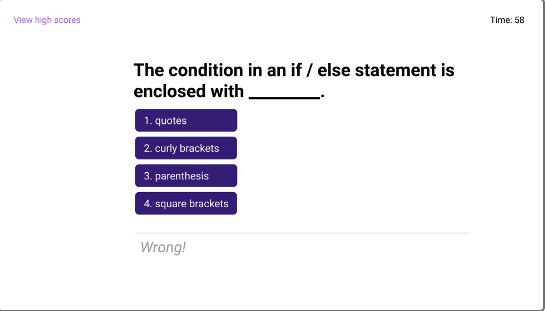 View high scores
Time: 58
The condition in an if / else statement is
enclosed with ________.
1. quotes
2. curly brackets
3. parenthesis
4. square brackets
Wrong!